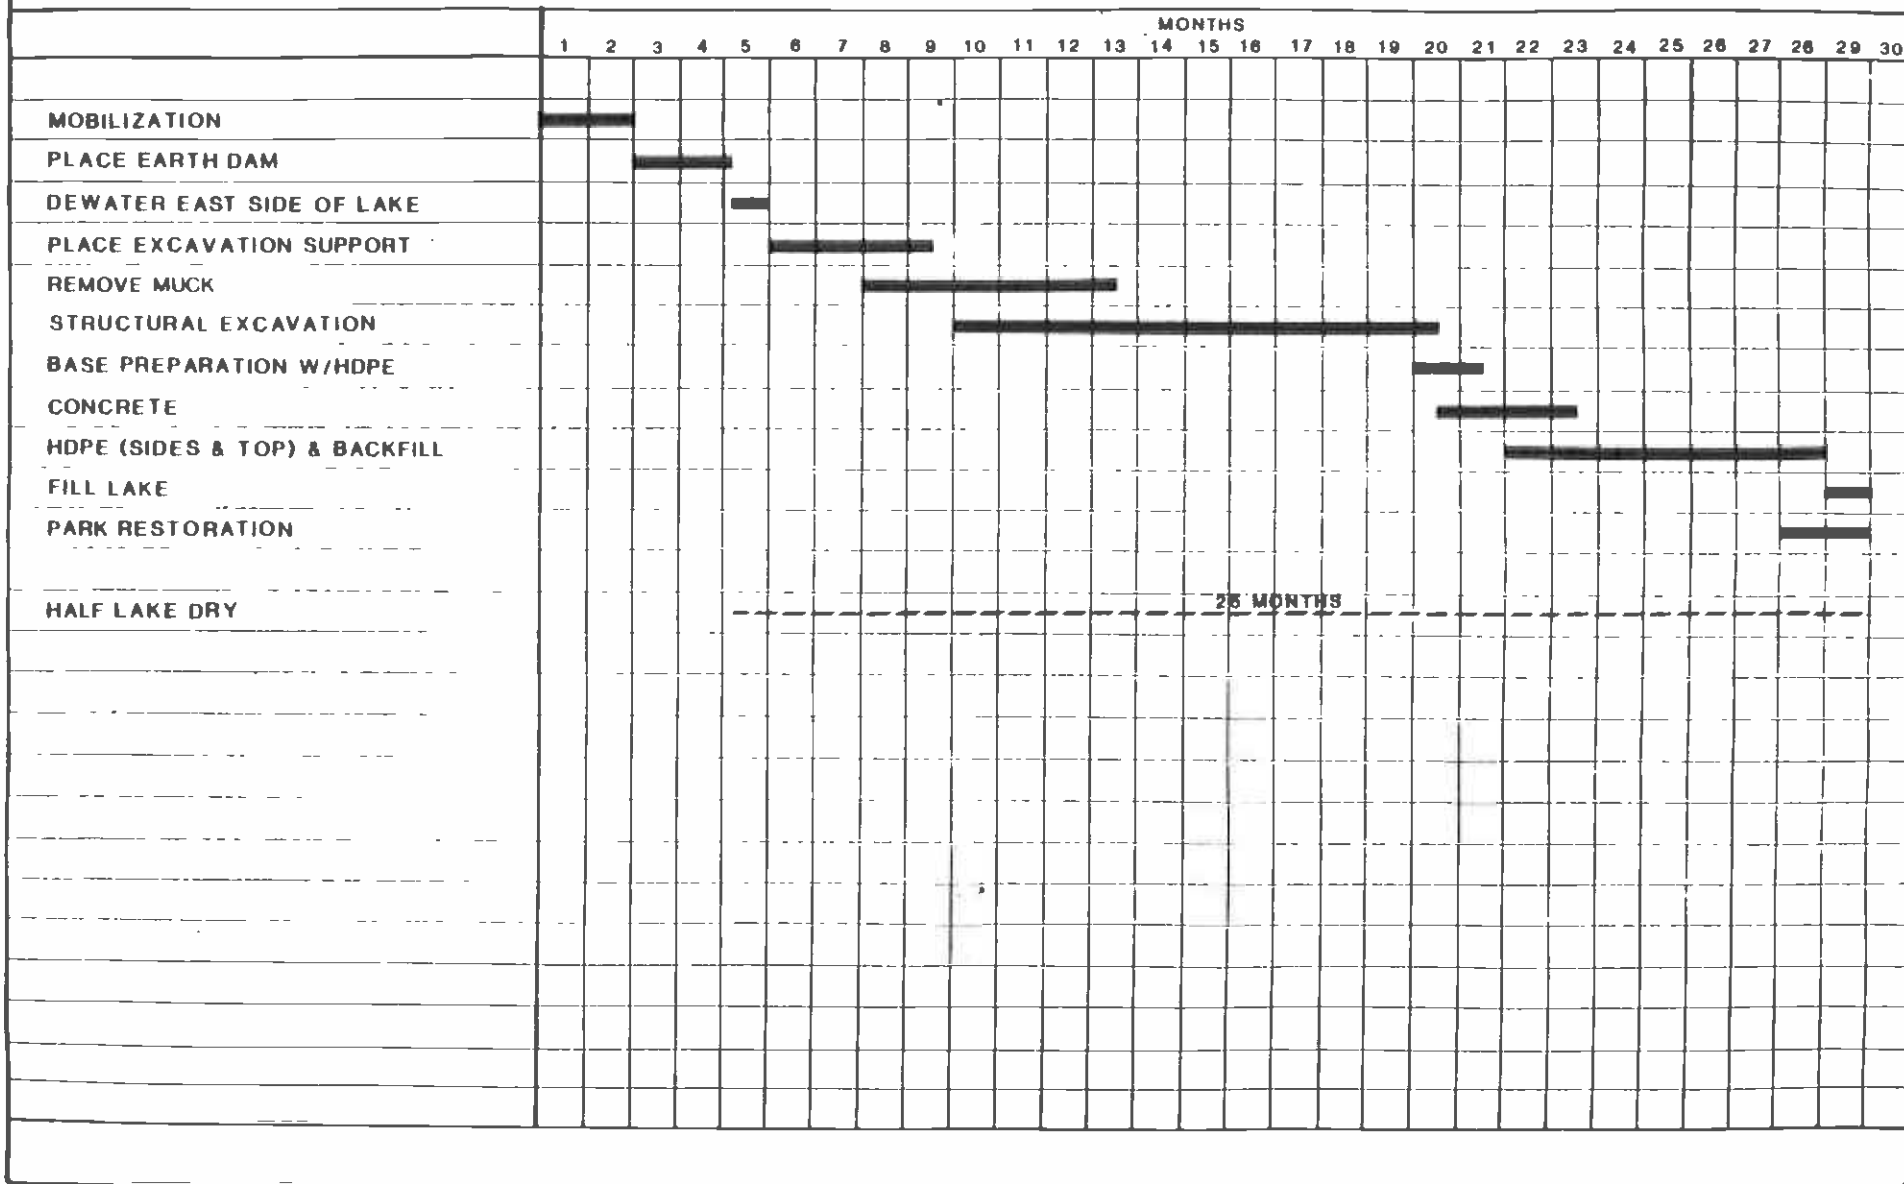 MONTHS
1 2 3 4 5 6 7 8 9 10 11 12 13 14 15 16 17 18 19 20 21 22 23 24 25 26 27 28 29 30
MOBILIZATION
PLACE EARTH DAM
DEWATER EAST SIDE OF LAKE
PLACE EXCAVATION SUPPORT
REMOVE MUCK
STRUCTURAL EXCAVATION
BASE PREPARATION W/HDPE
CONCRETE
HDPE (SIDES & TOP) & BACKFILL
FILL LAKE
PARK RESTORATION
HALF LAKE DRY
MONTHS